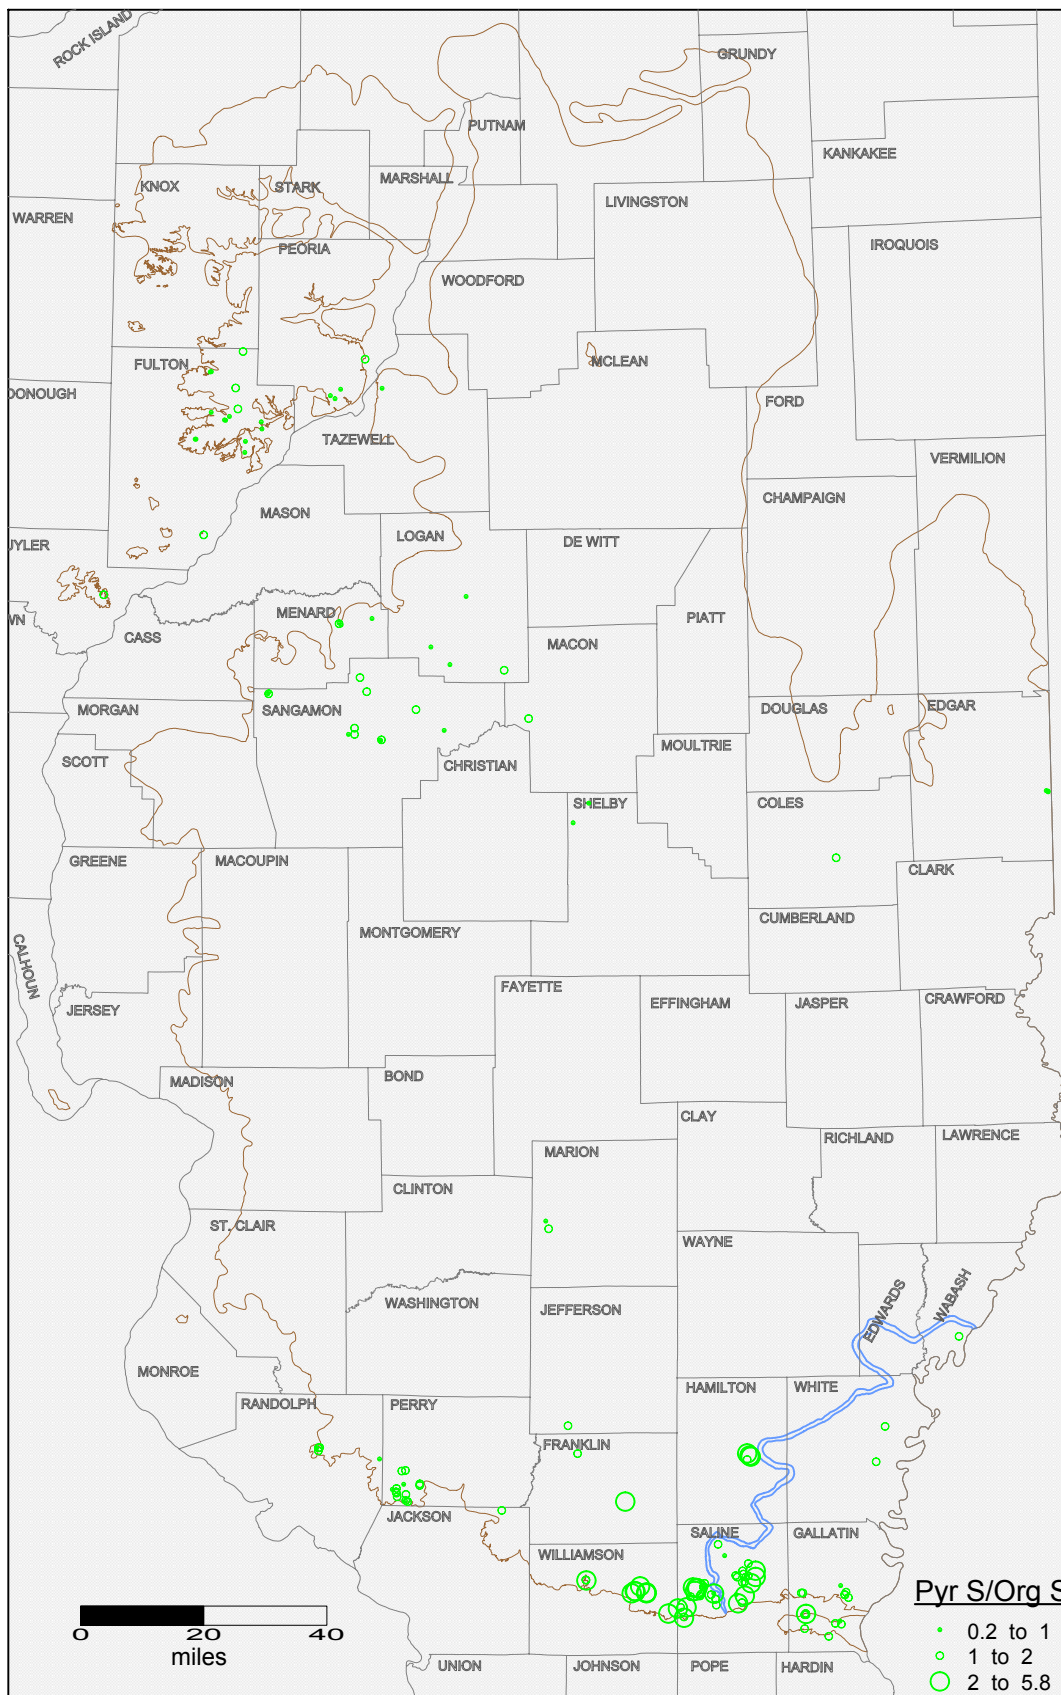 ROCK ISLAND
GRUNDY
PUTNAM
KANKAKEE
KNOX
STARK
MARSHALL
LIVINGSTON
WARREN
IROQUOIS
PEORIA
WOODFORD
FULTON
MCLEAN
DONOUGH
FORD
TAZEWELL
VERMILION
CHAMPAIGN
MASON
LOGAN
DE WITT
UYLER
MENARD
PIATT
WN
CASS
MACON
MORGAN
SANGAMON
DOUGLAS
EDGAR
SCOTT
MOULTRIE
CHRISTIAN
SHELBY
COLES
GREENE
MACOUPIN
CLARK
CUMBERLAND
MONTGOMERY
CALHOUN
FAYETTE
EFFINGHAM
JASPER
CRAWFORD
JERSEY
MADISON
BOND
CLAY
RICHLAND
LAWRENCE
MARION
CLINTON
ST. CLAIR
WAYNE
EDWARDS
WABASH
WASHINGTON
JEFFERSON
MONROE
HAMILTON
WHITE
RANDOLPH
PERRY
FRANKLIN
JACKSON
SALINE
GALLATIN
WILLIAMSON
Pyr S/Org S
0.2 to 1
1 to 2
2 to 5.8
0 20 40
miles
UNION
JOHNSON
POPE
HARDIN